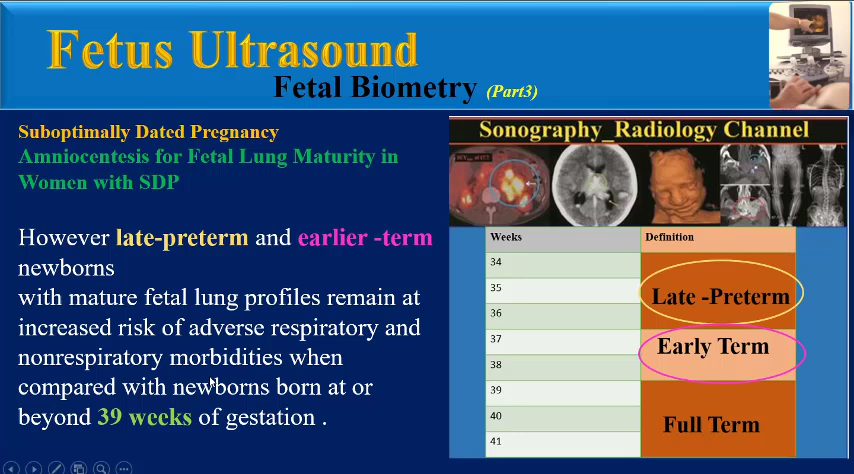 Fetus Ultrasound
Fetal Biometry (Part3)
Suboptimally Dated Pregnancy
Amniocentesis for Fetal Lung Maturity in
Women with SDP
However late-preterm and earlier -term
newborns
with mature fetal lung profiles remain at
increased risk of adverse respiratory and
nonrespiratory morbidities when
compared with newborns born at or
beyond 39 weeks of gestation .
Sonography_Radiology Channel
Weeks Definition
34
35
36
Late -Preterm
37
38
Early Term
39
40
41
Full Term